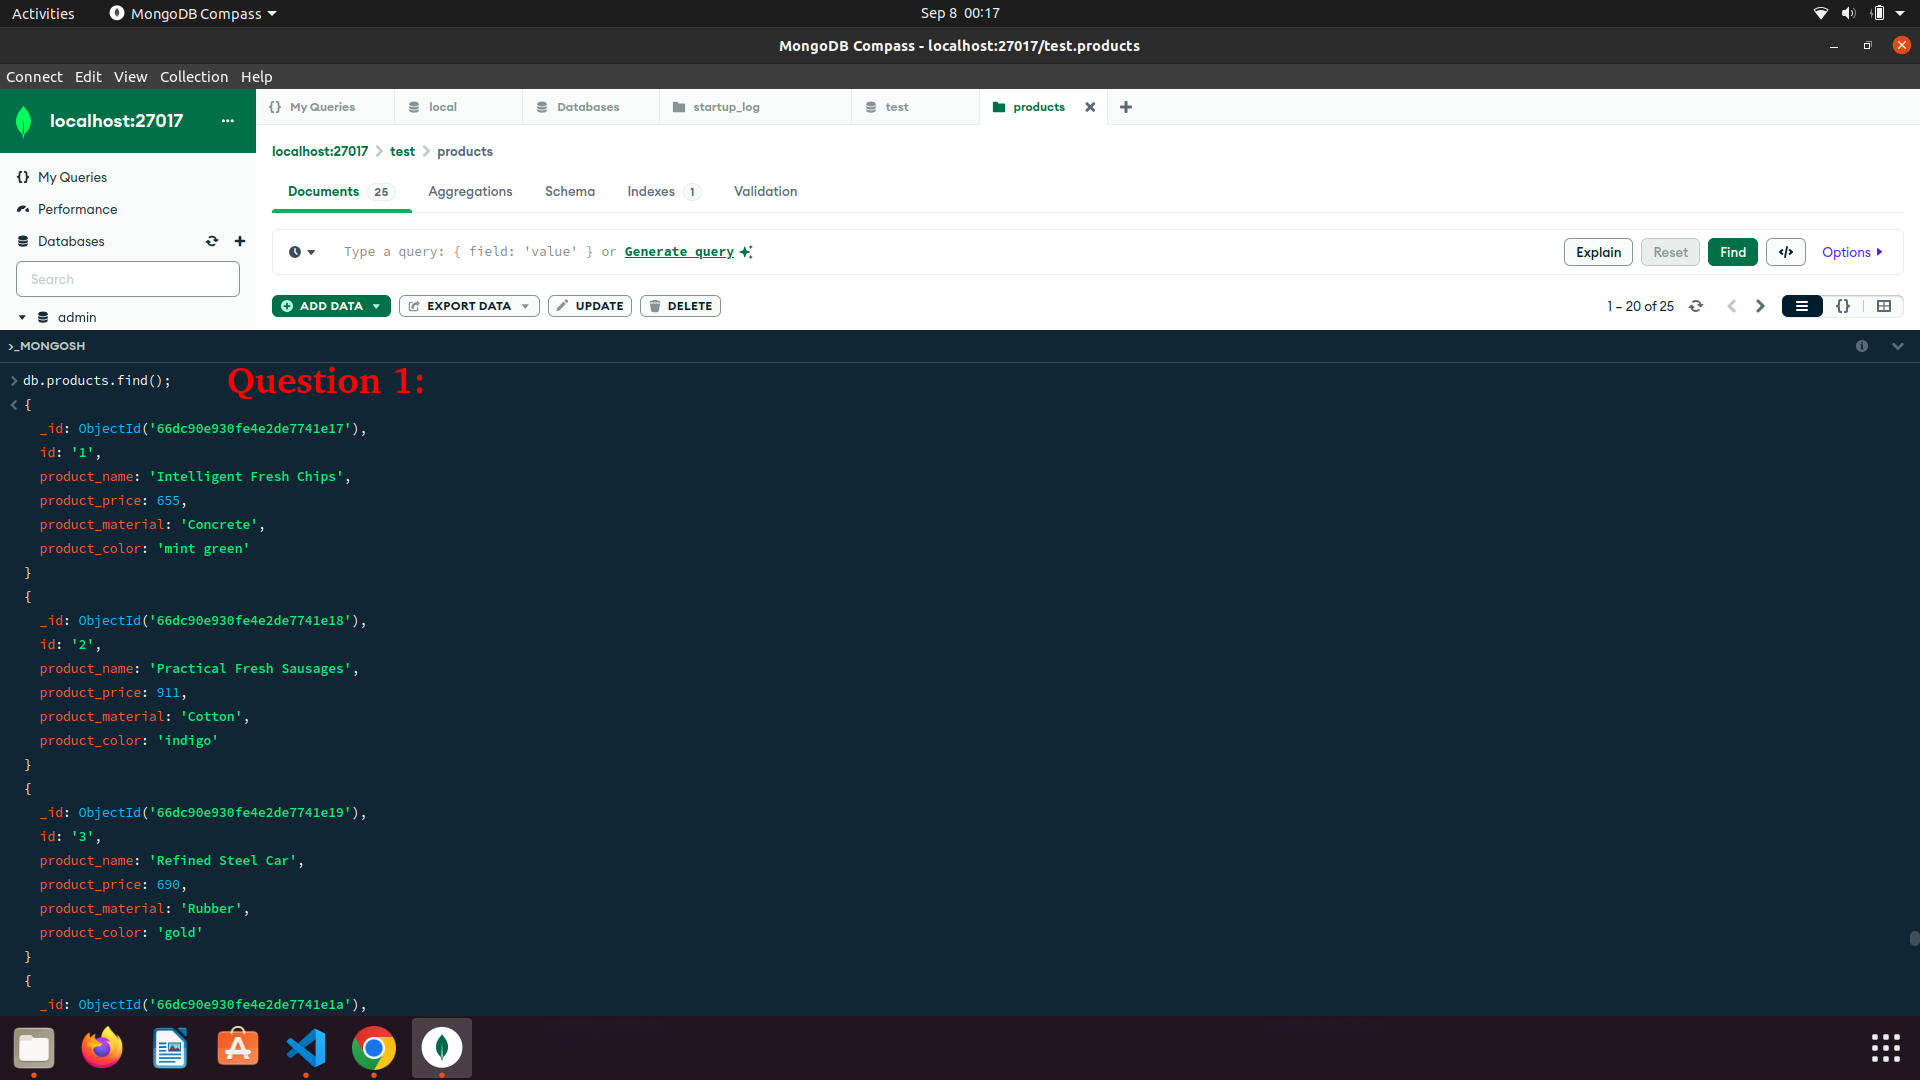 Activities MongoDB Compass Sep 8 00:17
MongoDB Compass - localhost:27017/test.products
Connect Edit View Collection Help
localhost:27017 ...
{} My Queries local Databases startup_log test products
localhost:27017 > test > products
{} My Queries
Performance
Databases
Search
admin
Documents 25 Aggregations Schema Indexes 1 Validation
Type a query: { field: 'value' } or Generate query
Explain Reset Find </> Options
ADD DATA EXPORT DATA UPDATE DELETE
1 – 20 of 25 {}
>_MONGOSH
> db.products.find();
Question 1:
< {
_id: ObjectId('66dc90e930fe4e2de7741e17'),
id: '1',
product_name: 'Intelligent Fresh Chips',
product_price: 655,
product_material: 'Concrete',
product_color: 'mint green'
}
{
_id: ObjectId('66dc90e930fe4e2de7741e18'),
id: '2',
product_name: 'Practical Fresh Sausages',
product_price: 911,
product_material: 'Cotton',
product_color: 'indigo'
}
{
_id: ObjectId('66dc90e930fe4e2de7741e19'),
id: '3',
product_name: 'Refined Steel Car',
product_price: 690,
product_material: 'Rubber',
product_color: 'gold'
}
{
_id: ObjectId('66dc90e930fe4e2de7741e1a'),